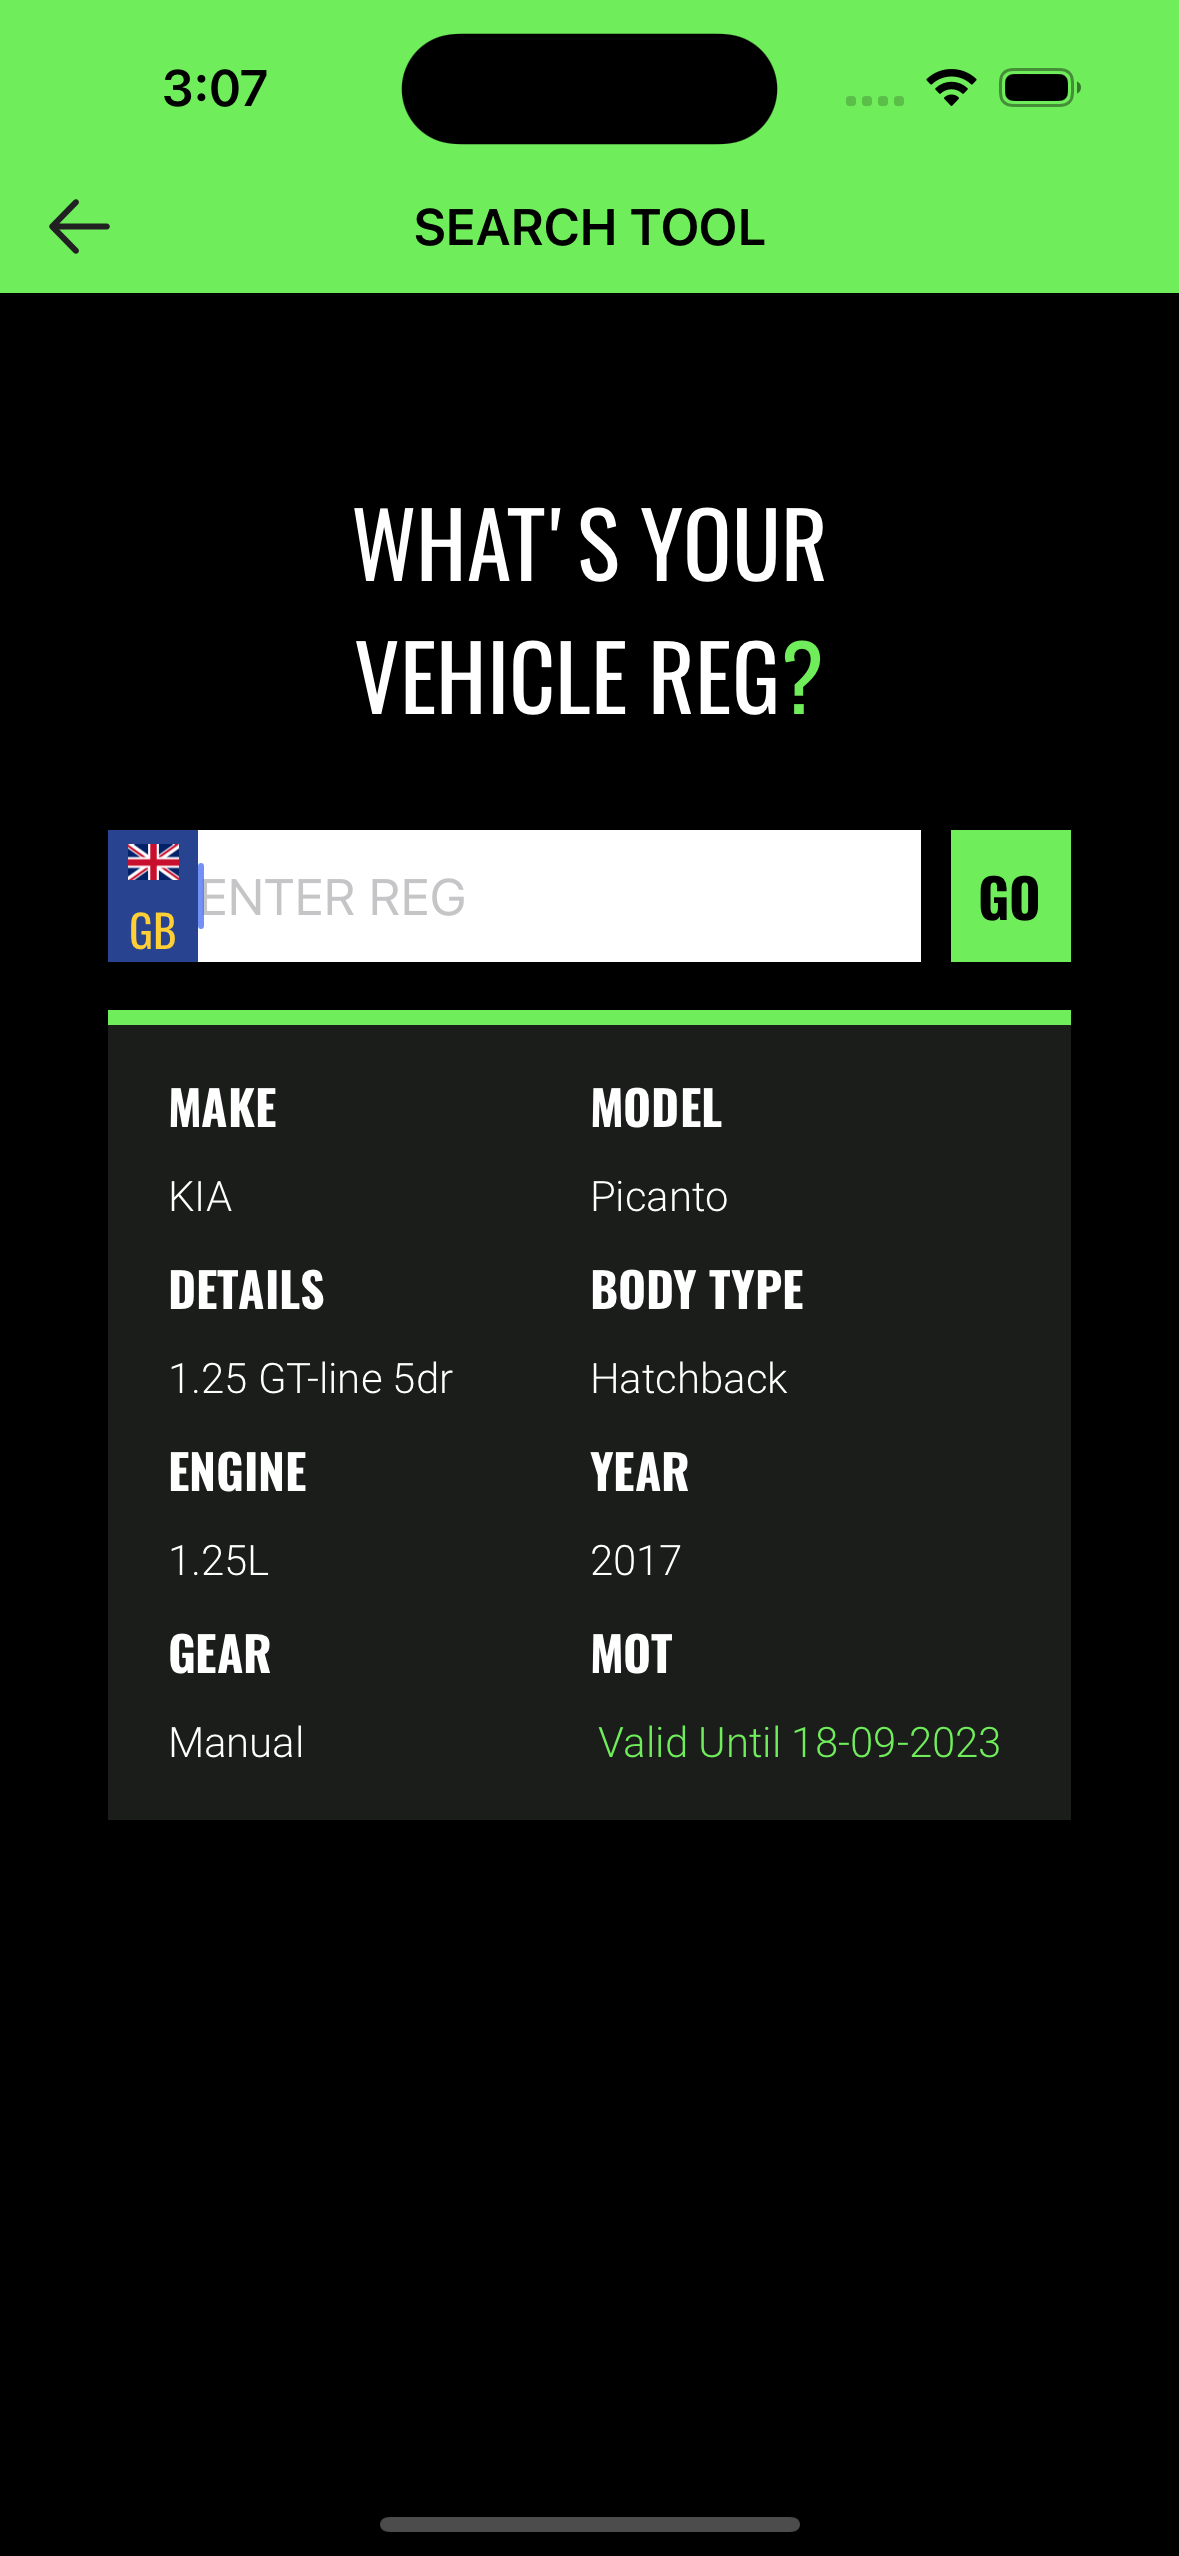 3:07
SEARCH TOOL
WHAT'S YOUR
VEHICLE REG?
GB
ENTER REG
GO
MAKE
MODEL
KIA
Picanto
DETAILS
BODY TYPE
1.25 GT-line 5dr
Hatchback
ENGINE
YEAR
1.25L
2017
GEAR
MOT
Manual
Valid Until 18-09-2023